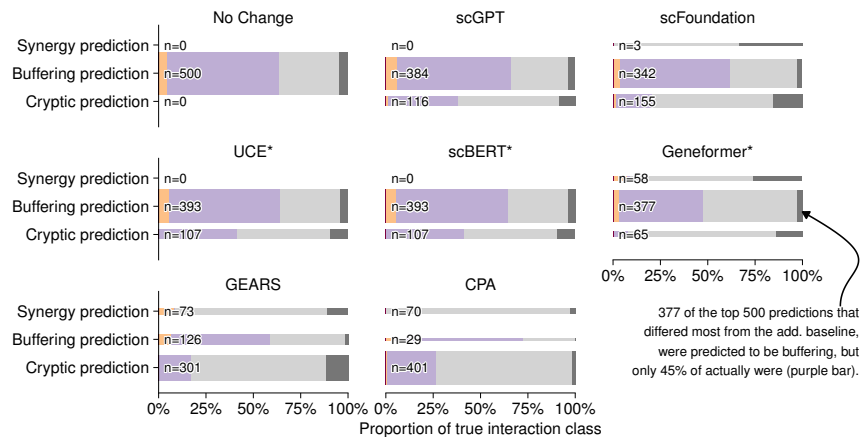 No Change
scGPT
scFoundation
Synergy prediction
n=0
n=0
n=3
Buffering prediction
n=500
n=384
n=342
Cryptic prediction
n=0
n=116
n=155
UCE*
scBERT*
Geneformer*
Synergy prediction
n=0
n=0
n=58
Buffering prediction
n=393
n=393
n=377
Cryptic prediction
n=107
n=107
n=65
0% 25% 50% 75% 100%
GEARS
CPA
Synergy prediction
n=73
n=70
Buffering prediction
n=126
n=29
Cryptic prediction
n=301
n=401
377 of the top 500 predictions that
differed most from the add. baseline,
were predicted to be buffering, but
only 45% of actually were (purple bar).
0% 25% 50% 75% 100%
0% 25% 50% 75% 100%
Proportion of true interaction class